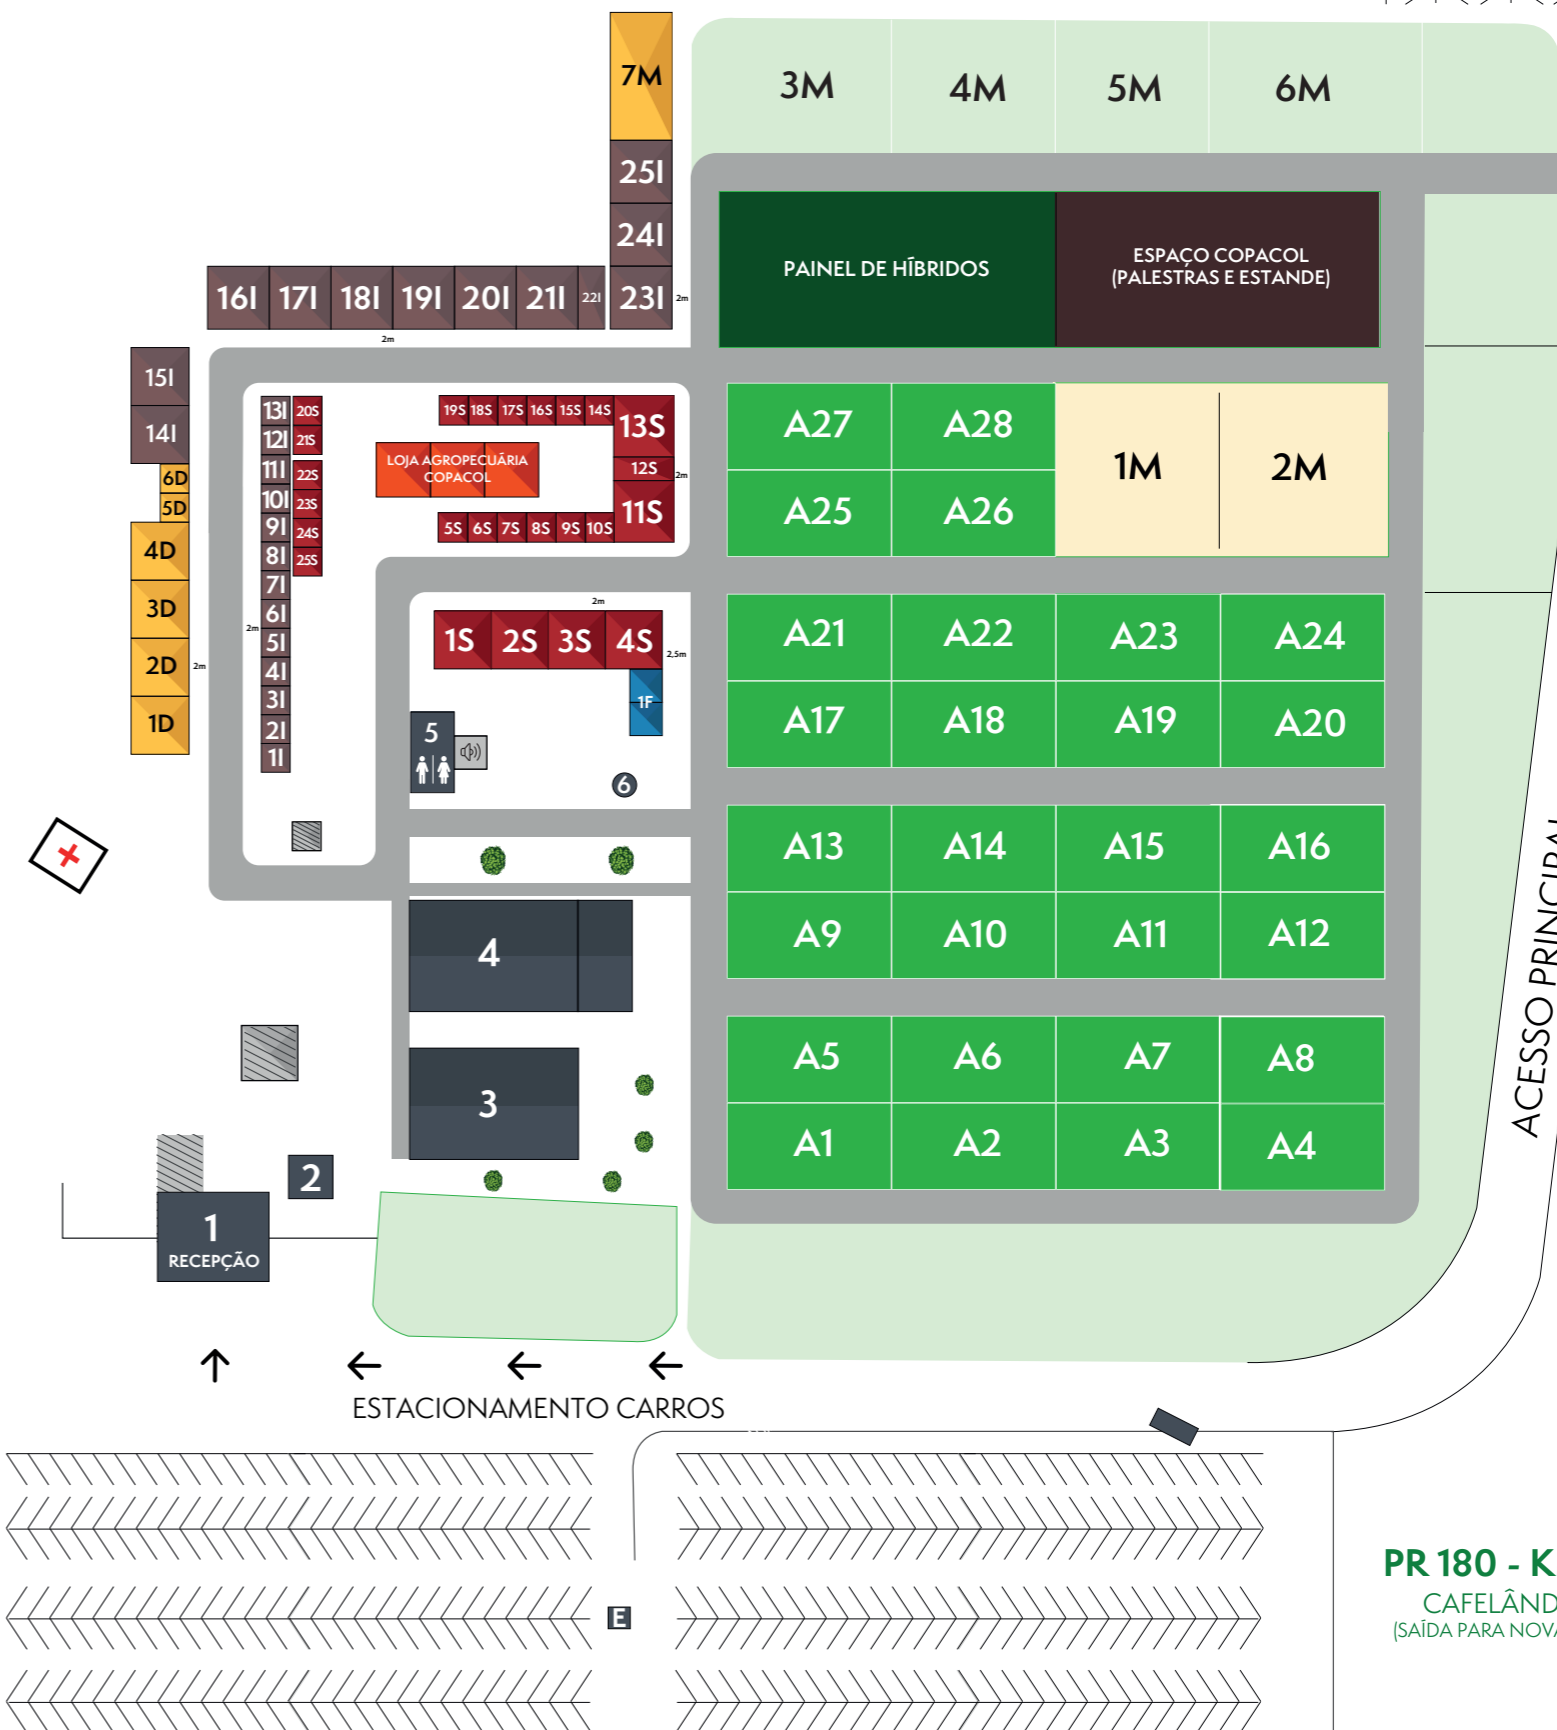 7M
3M 4M 5M 6M
25I
24I
16I 17I 18I 19I 20I 21I 22I 23I 2m
2m
PAINEL DE HÍBRIDOS
ESPAÇO COPACOL
(PALESTRAS E ESTANDE)
15I
14I
6D
5D
4D
3D
2D 2m
1D
13I 20S
12I 21S
11I 22S
10I 23S
9I 24S
8I 25S
7I
6I
2m 5I
4I
3I
2I
1I
19S 18S 17S 16S 15S 14S 13S
LOJA AGROPECUÁRIA
COPACOL
12S 2m
5S 6S 7S 8S 9S 10S 11S
2m
1S 2S 3S 4S 2,5m
1F
5
6
A27 A28
1M 2M
A25 A26
A21 A22 A23 A24
A17 A18 A19 A20
A13 A14 A15 A16
A9 A10 A11 A12
A5 A6 A7 A8
A1 A2 A3 A4
4
3
2
1
RECEPÇÃO
ACESSO PRINCIPAL
ESTACIONAMENTO CARROS
E
PR 180 - K
CAFELÂND
(SAÍDA PARA NOVA